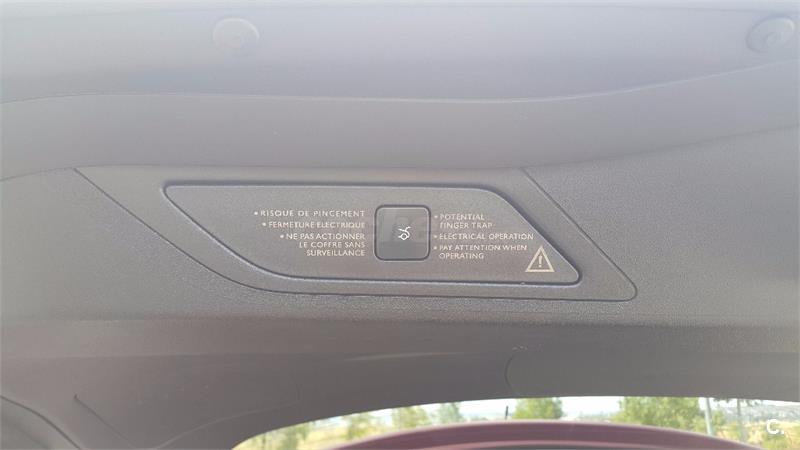 • RISQUE DE PINCEMENT
• FERMETURE ELECTRIQUE
• NE PAS ACTIONNER
LE COFFRE SANS
SURVEILLANCE
• POTENTIAL
FINGER TRAP
• ELECTRICAL OPERATION
• PAY ATTENTION WHEN
OPERATING
C.